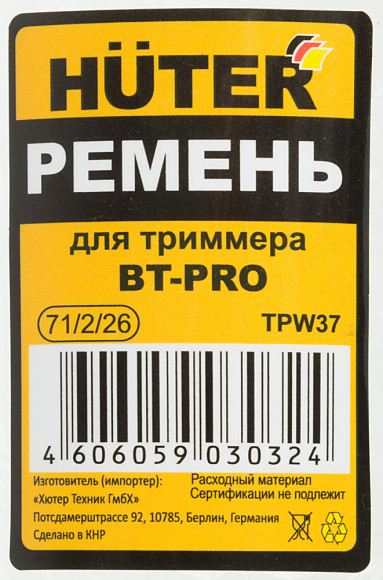 HÜTER
РЕМЕНЬ
для триммера
BT-PRO
71/2/26 TPW37
4 606059 030324
Изготовитель (импортер): Расходный материал
«Хютер Техник ГмбХ» Сертификации не подлежит
Потсдамерштрассе 92, 10785, Берлин, Германия
Сделано в КНР